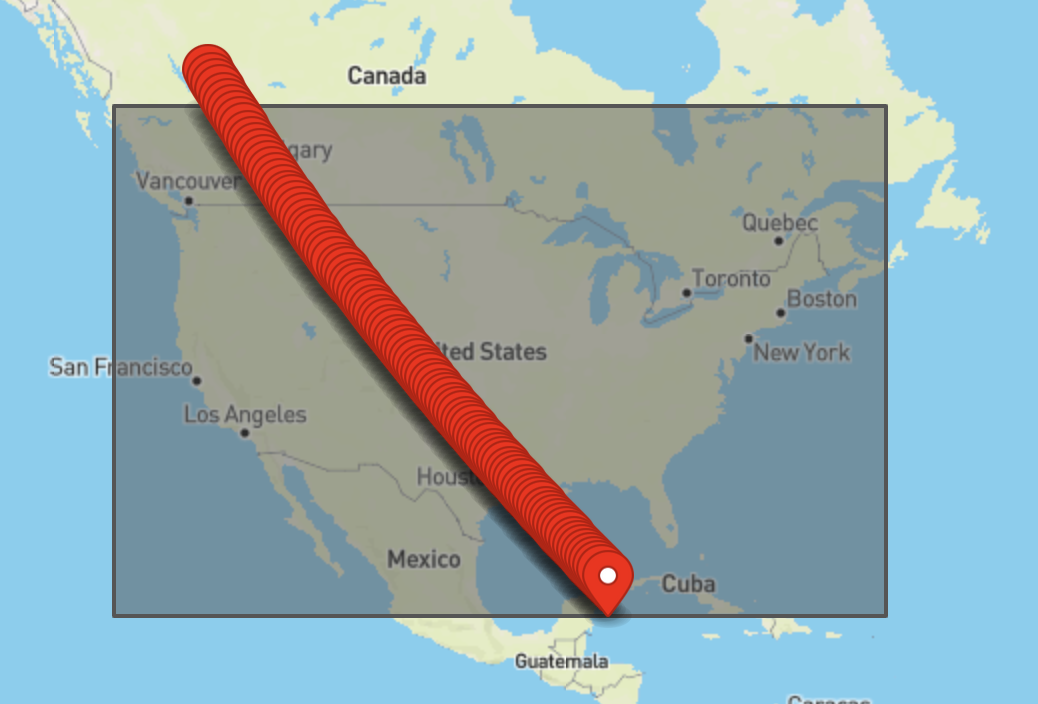 Canada
gary
Vancouver
Quebec
Toronto
Boston
New York
ited States
San Francisco
Los Angeles
Houst
Mexico
Cuba
Guatemala